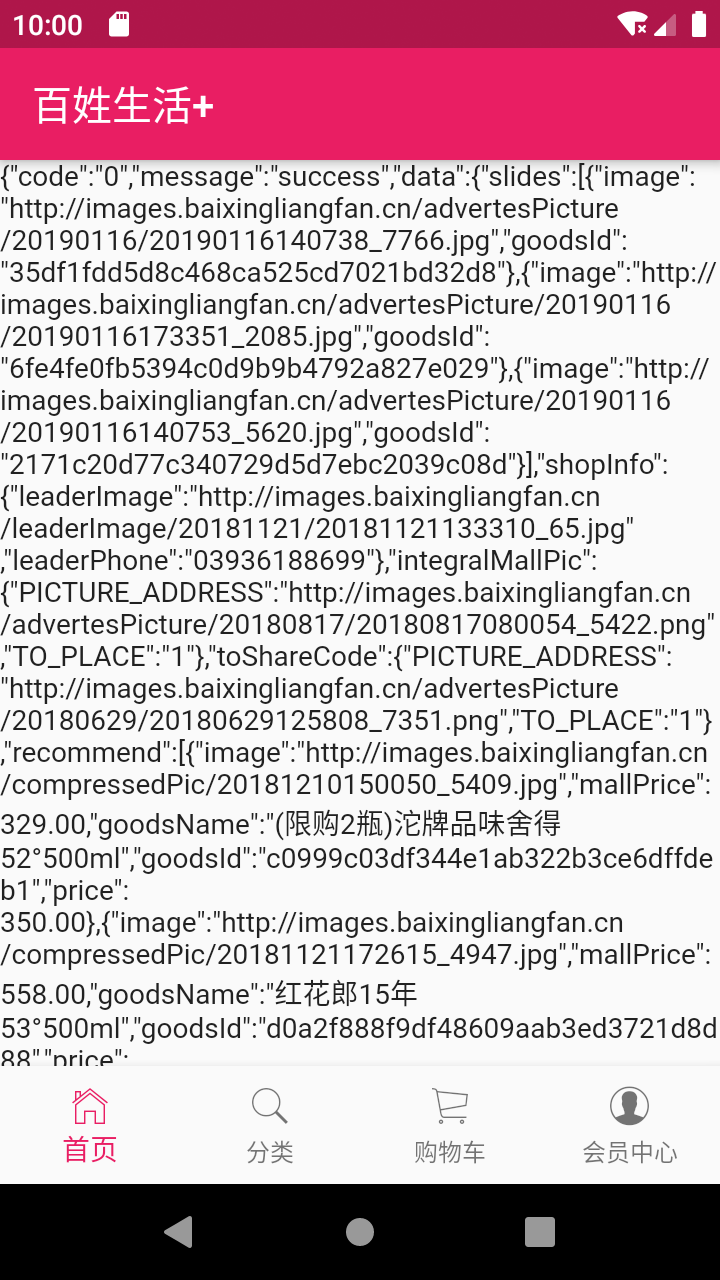 10:00
百姓生活+
{"code":"0","message":"success","data":{"slides":[{"image":
"http://images.baixingliangfan.cn/advertesPicture
/20190116/20190116140738_7766.jpg","goodsId":
"35df1fdd5d8c468ca525cd7021bd32d8"},{"image":"http://
images.baixingliangfan.cn/advertesPicture/20190116
/20190116173351_2085.jpg","goodsId":
"6fe4fe0fb5394c0d9b9b4792a827e029"},{"image":"http://
images.baixingliangfan.cn/advertesPicture/20190116
/20190116140753_5620.jpg","goodsId":
"2171c20d77c340729d5d7ebc2039c08d"}],"shopInfo":
{"leaderImage":"http://images.baixingliangfan.cn
/leaderImage/20181121/20181121133310_65.jpg"
,"leaderPhone":"03936188699"},"integralMallPic":
{"PICTURE_ADDRESS":"http://images.baixingliangfan.cn
/advertesPicture/20180817/20180817080054_5422.png"
,"TO_PLACE":"1"},"toShareCode":{"PICTURE_ADDRESS":
"http://images.baixingliangfan.cn/advertesPicture
/20180629/20180629125808_7351.png","TO_PLACE":"1"}
,"recommend":[{"image":"http://images.baixingliangfan.cn
/compressedPic/20181210150050_5409.jpg","mallPrice":
329.00,"goodsName":"(限购2瓶)沱牌品味舍得
52°500ml","goodsId":"c0999c03df344e1ab322b3ce6dffde
b1","price":
350.00},{"image":"http://images.baixingliangfan.cn
/compressedPic/20181121172615_4947.jpg","mallPrice":
558.00,"goodsName":"红花郎15年
53°500ml","goodsId":"d0a2f888f9df48609aab3ed3721d8d
88","price":
首页
分类
购物车
会员中心